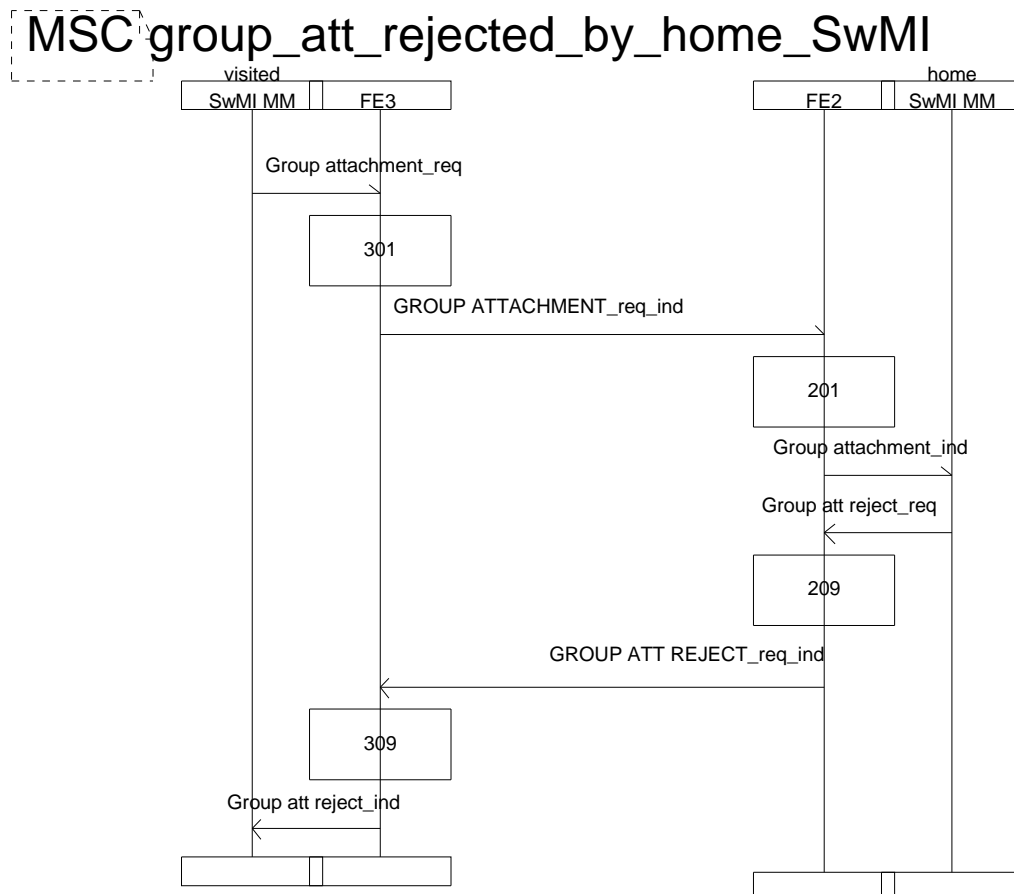 MSC group_att_rejected_by_home_SwMI
visited
SwMI MM
FE3
FE2
home
SwMI MM
Group attachment_req
301
GROUP ATTACHMENT_req_ind
201
Group attachment_ind
Group att reject_req
209
GROUP ATT REJECT_req_ind
309
Group att reject_ind